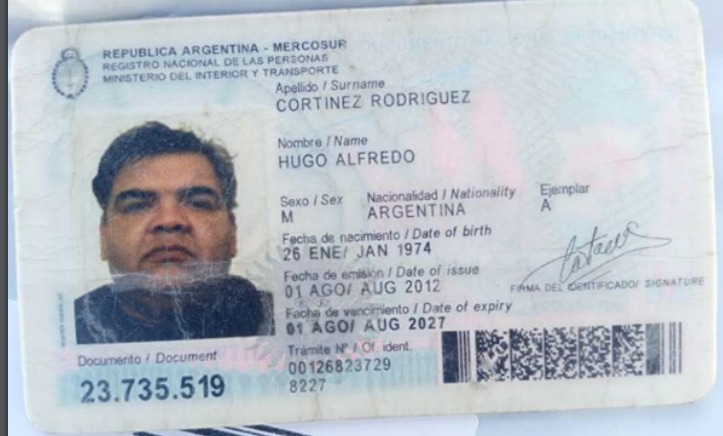 REPUBLICA ARGENTINA - MERCOSUR
REGISTRO NACIONAL DE LAS PERSONAS
MINISTERIO DEL INTERIOR Y TRANSPORTE
Apellido / Surname
CORTINEZ RODRIGUEZ
Nombre / Name
HUGO ALFREDO
Sexo / Sex Nacionalidad / Nationality Ejemplar
M ARGENTINA A
Fecha de nacimiento / Date of birth
26 ENE/ JAN 1974
Fecha de emisión / Date of issue
01 AGO/ AUG 2012
FIRMA DEL IDENTIFICADO/ SIGNATURE
Fecha de vencimiento / Date of expiry
01 AGO/ AUG 2027
Documento / Document
23.735.519
Trámite Nº / Of. ident.
00126823729
8227